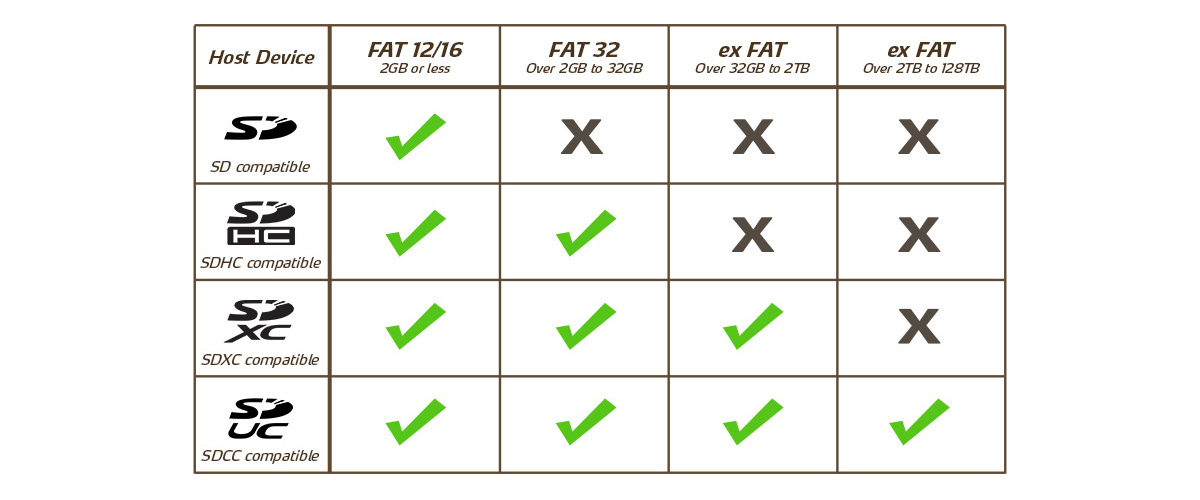 Host Device
FAT 12/16
2GB or less
FAT 32
Over 2GB to 32GB
ex FAT
Over 32GB to 2TB
ex FAT
Over 2TB to 128TB
SD
SD compatible
X
X
X
SD
HC
SDHC compatible
X
X
SD
XC
SDXC compatible
X
SD
UC
SDCC compatible